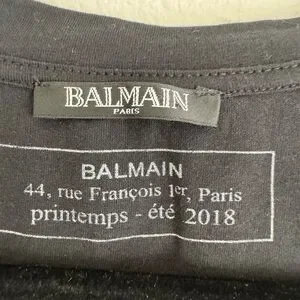 BALMAIN
PARIS
BALMAIN
44, rue François 1er, Paris
printemps - été 2018